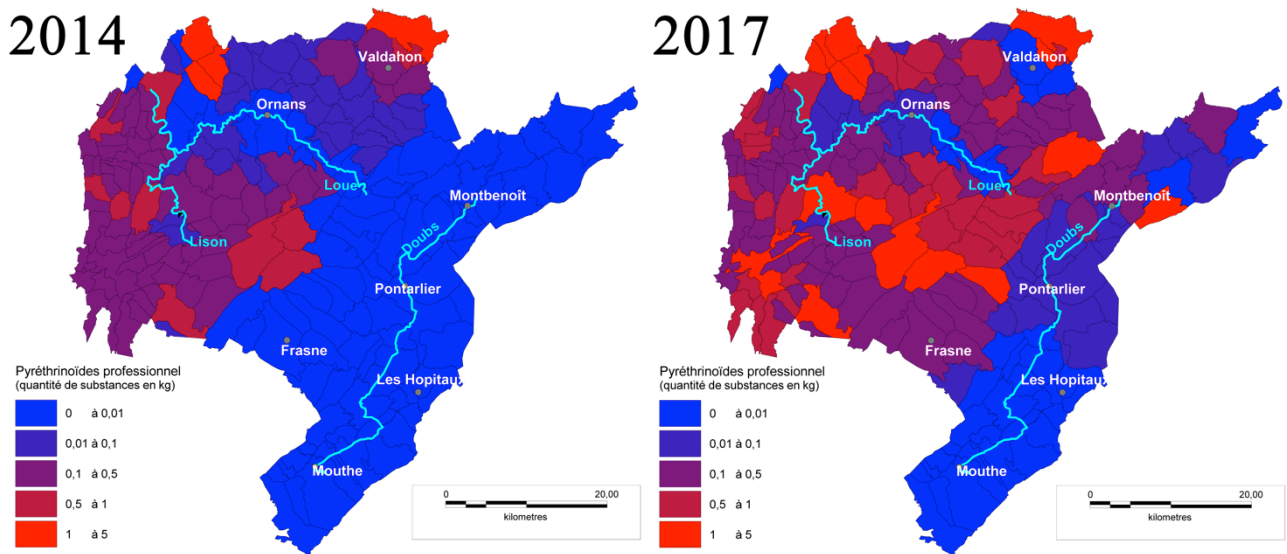 2014
Valdahon
Ornans
Loue
Montbenoît
Lison
Doubs
Pontarlier
Frasne
Les Hopitaux
Mouthe
Pyréthrinoïdes professionnel
(quantité de substances en kg)
0 à 0,01
0,01 à 0,1
0,1 à 0,5
0,5 à 1
1 à 5
0 20,00
kilometres
2017
Valdahon
Ornans
Loue
Montbenoît
Lison
Doubs
Pontarlier
Frasne
Les Hopitaux
Mouthe
Pyréthrinoïdes professionnel
(quantité de substances en kg)
0 à 0,01
0,01 à 0,1
0,1 à 0,5
0,5 à 1
1 à 5
0 20,00
kilometres